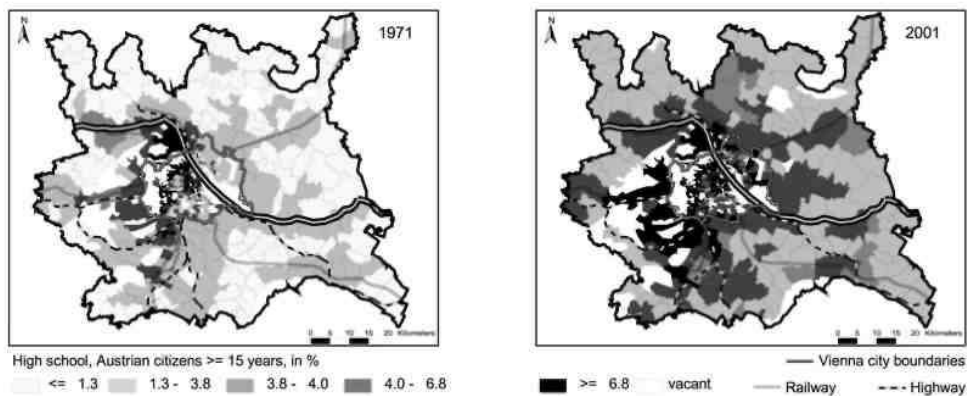 N
1971
0 5 10 15 20 Kilometers
N
2001
0 5 10 15 20 Kilometers
High school, Austrian citizens >= 15 years, in %
<= 1.3 1.3 - 3.8 3.8 - 4.0 4.0 - 6.8
>= 6.8 vacant
Vienna city boundaries
Railway Highway